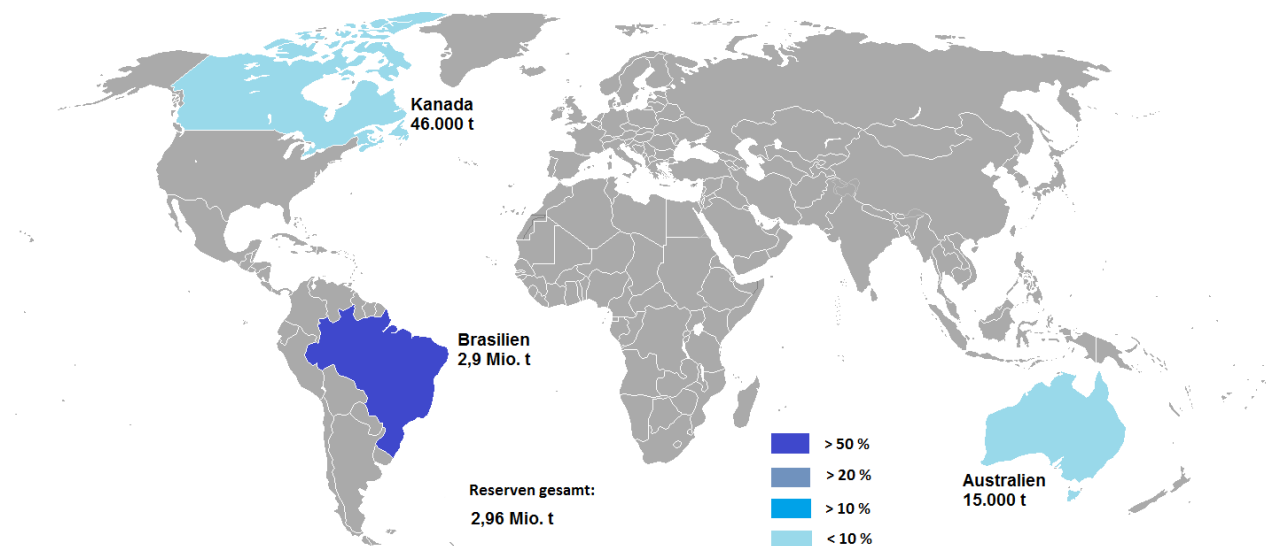 Kanada
46.000 t
Brasilien
2,9 Mio. t
Australien
15.000 t
Reserven gesamt:
2,96 Mio. t
> 50 %
> 20 %
> 10 %
< 10 %